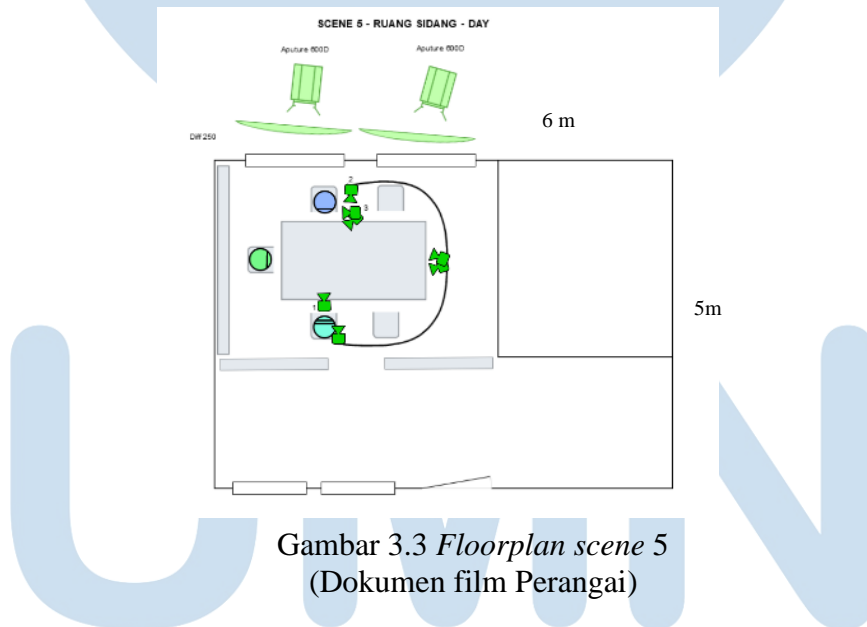 SCENE 5 - RUANG SIDANG - DAY
Aputure 600D
Aputure 600D
6 m
Diff 250
2
3
1
5m
UMN
Gambar 3.3 Floorplan scene 5
(Dokumen film Perangai)